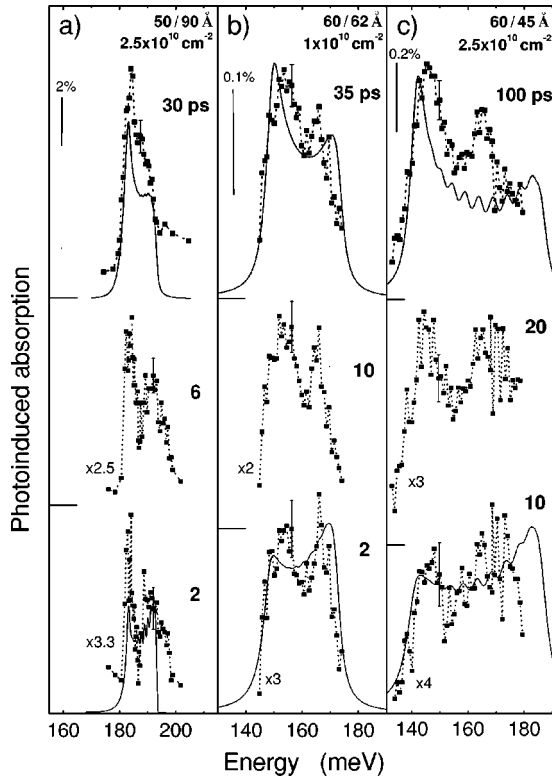 a)
50/90 Å
2.5x10¹⁰ cm⁻²
2%
30 ps
6
x2.5
2
x3.3
b)
60/62 Å
1x10¹⁰ cm⁻²
0.1%
35 ps
10
x2
2
x3
c)
60/45 Å
2.5x10¹⁰ cm⁻²
0.2%
100 ps
20
x3
10
x4
Photoinduced absorption
160 180 200
160 180
140 160 180
Energy (meV)